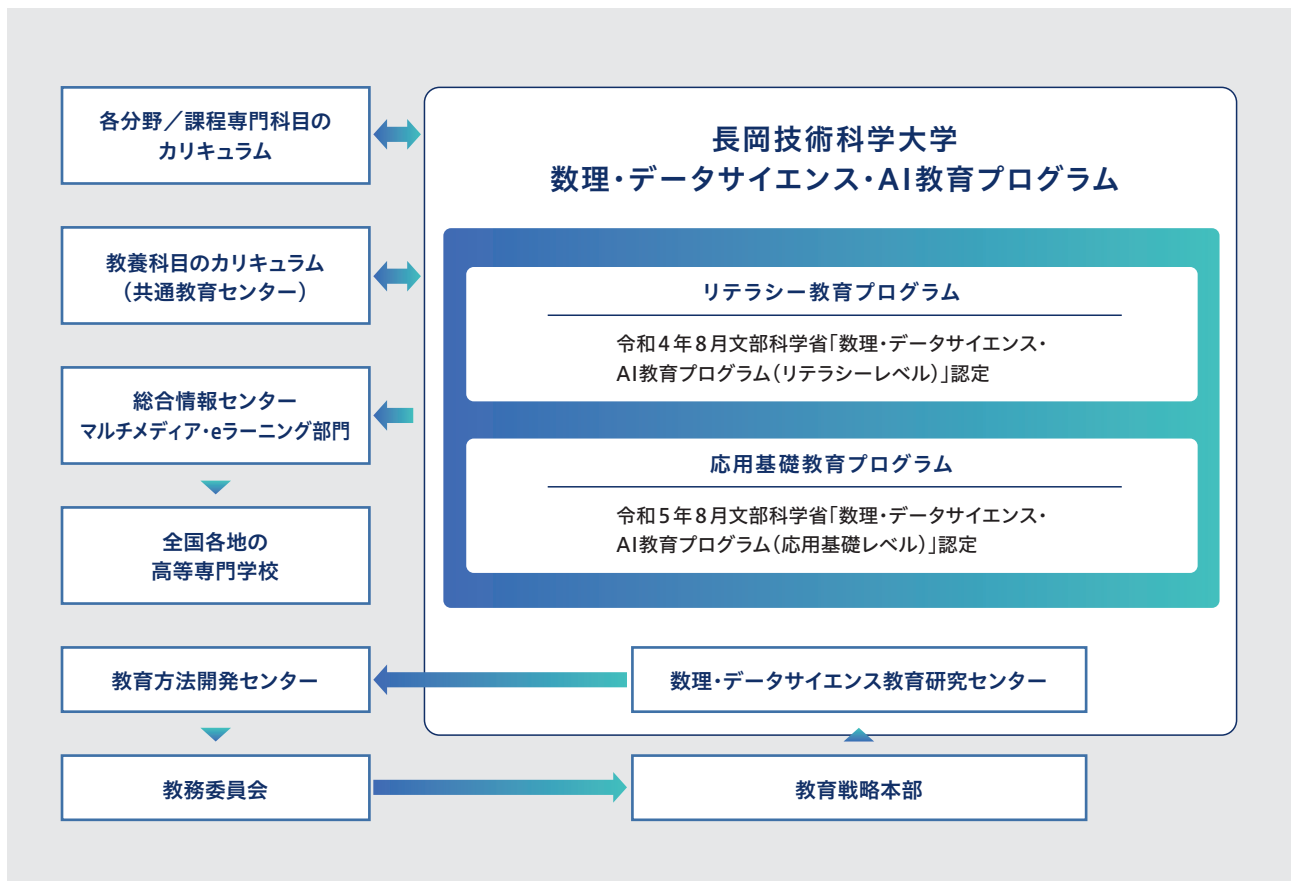 各分野／課程専門科目の
カリキュラム
教養科目のカリキュラム
（共通教育センター）
総合情報センター
マルチメディア・eラーニング部門
全国各地の
高等専門学校
教育方法開発センター
教務委員会
長岡技術科学大学
数理・データサイエンス・AI教育プログラム
リテラシー教育プログラム
令和4年8月文部科学省「数理・データサイエンス・
AI教育プログラム（リテラシーレベル）」認定
応用基礎教育プログラム
令和5年8月文部科学省「数理・データサイエンス・
AI教育プログラム（応用基礎レベル）」認定
数理・データサイエンス教育研究センター
教育戦略本部